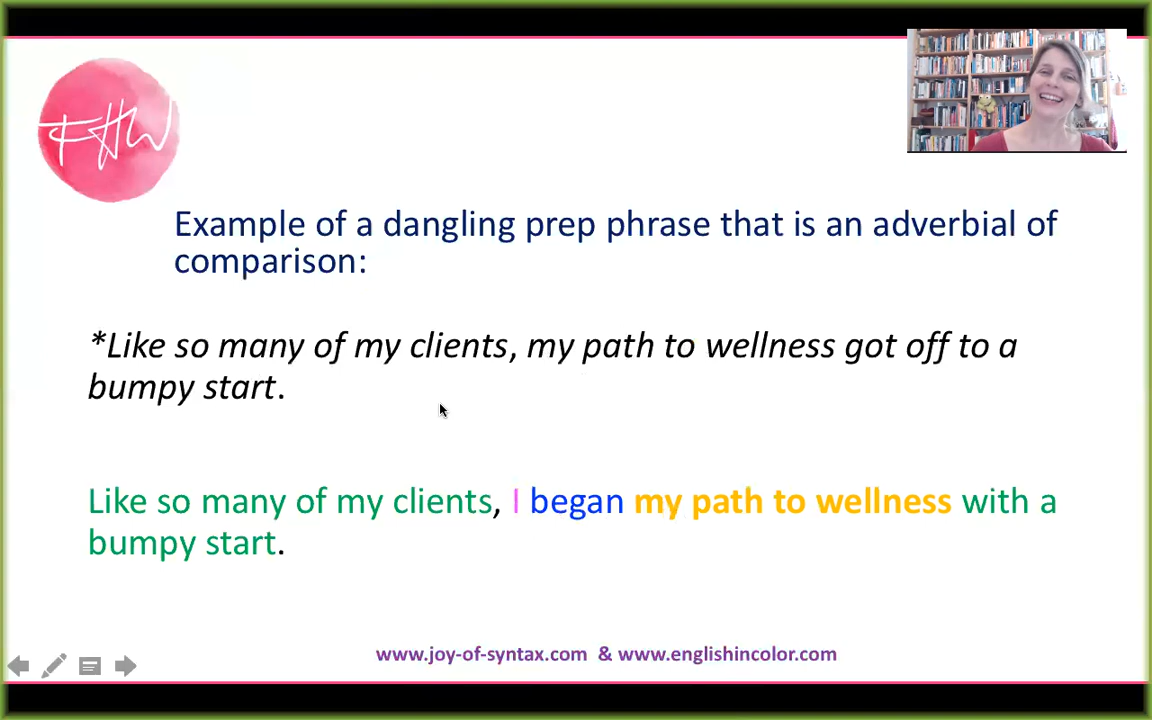 FHW
Example of a dangling prep phrase that is an adverbial of
comparison:
*Like so many of my clients, my path to wellness got off to a
bumpy start.
Like so many of my clients, I began my path to wellness with a
bumpy start.
www.joy-of-syntax.com & www.englishincolor.com